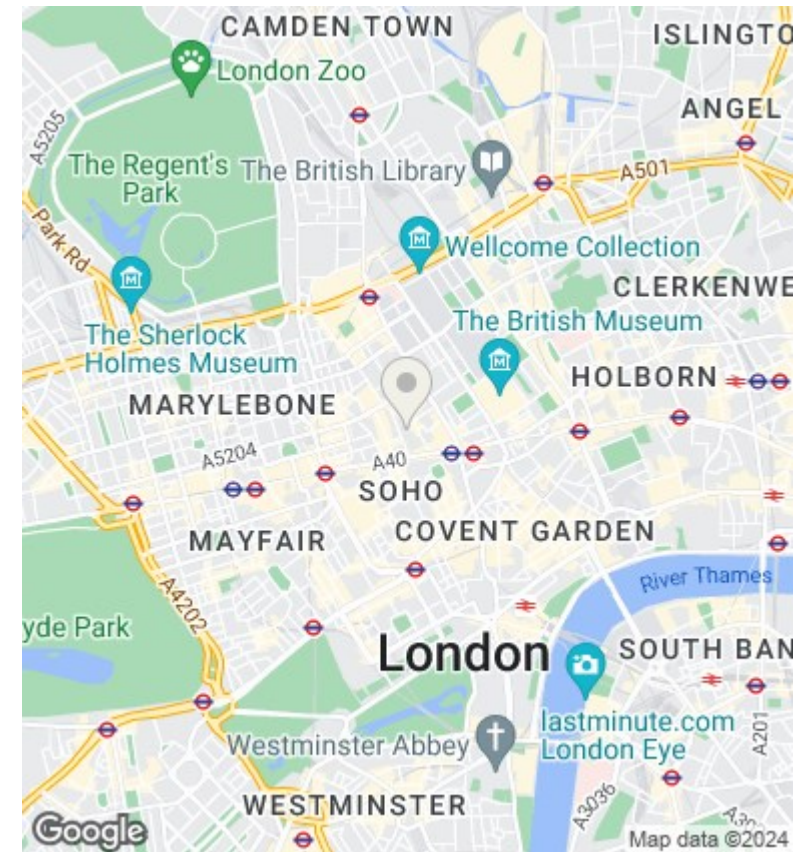 CAMDEN TOWN
ISLINGTO
London Zoo
ANGEL
A5205
The Regent's
Park
The British Library
A501
Park Rd
Wellcome Collection
CLERKENWE
The Sherlock
Holmes Museum
The British Museum
MARYLEBONE
HOLBORN
A5204
A40
SOHO
MAYFAIR
COVENT GARDEN
A4202
River Thames
yde Park
London
SOUTH BAN
lastminute.com
London Eye
A201
Westminster Abbey
WESTMINSTER
A3036
Google
Map data ©2024